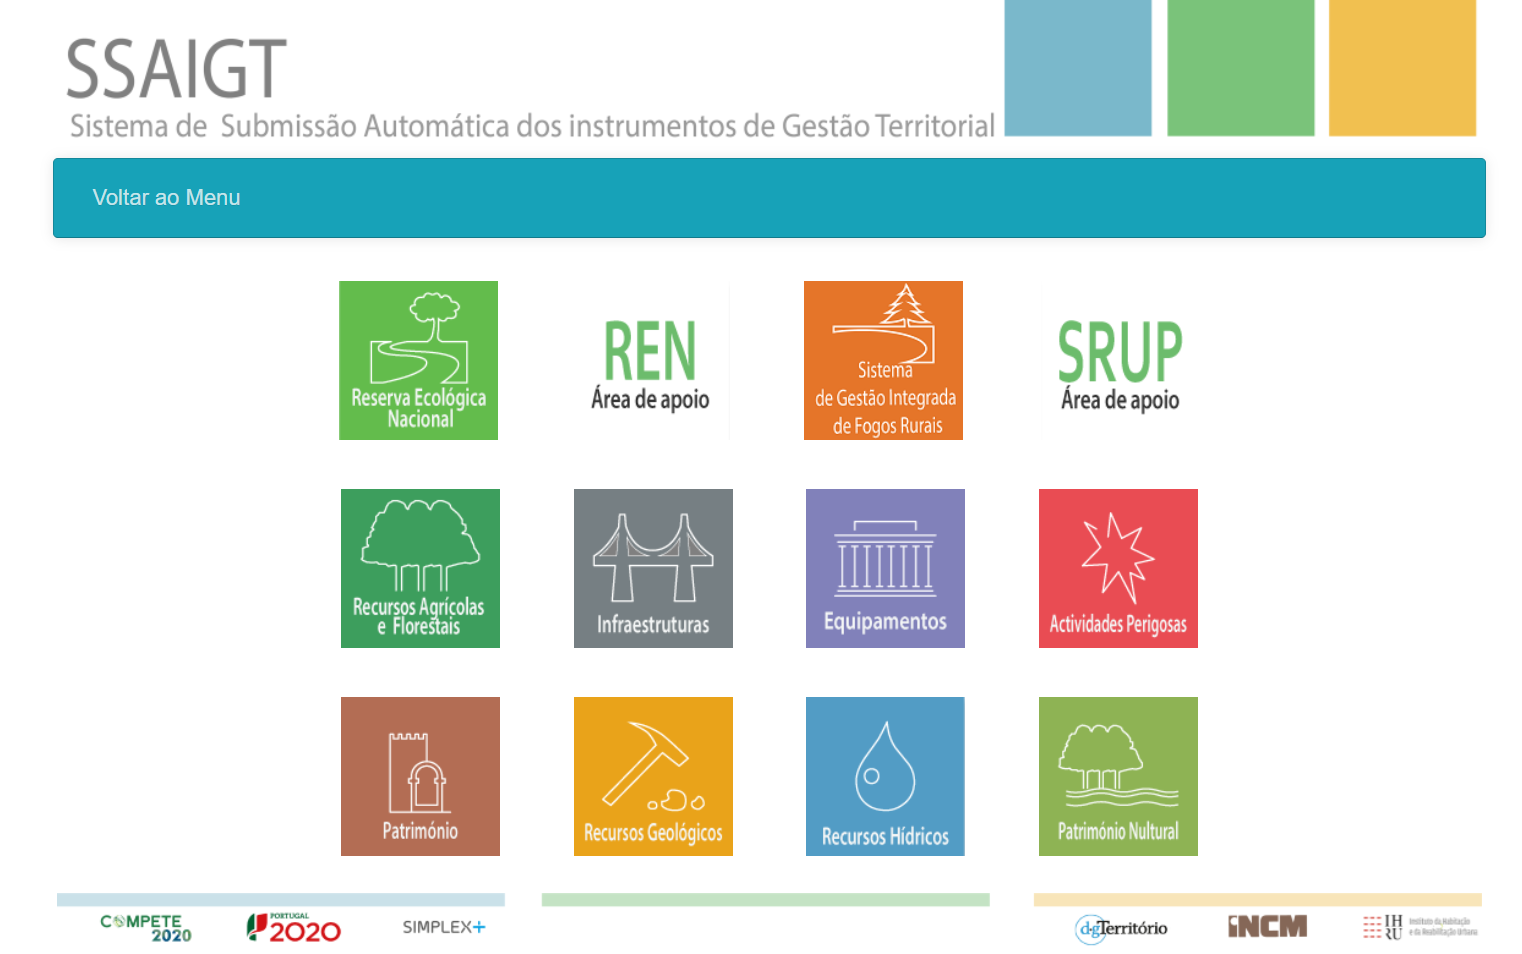 SSAIGT
Sistema de Submissão Automática dos instrumentos de Gestão Territorial
Voltar ao Menu
Reserva Ecológica
Nacional
REN
Área de apoio
Sistema
de Gestão Integrada
de Fogos Rurais
SRUP
Área de apoio
Recursos Agrícolas
e Florestais
Infraestruturas
Equipamentos
Actividades Perigosas
Património
Recursos Geológicos
Recursos Hídricos
Património Nultural
COMPETE
2020
PORTUGAL
2020
SIMPLEX+
dgTerritório
INCM
IH
RU
Instituto da Habitação
e da Reabilitação Urbana